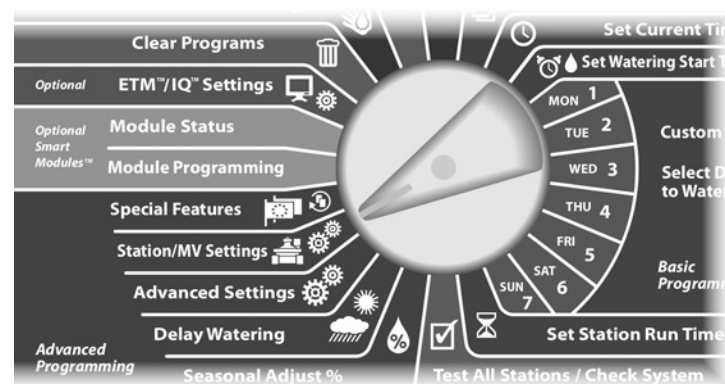 Clear Programs
Optional
ETM™/IQ™ Settings
Optional
Smart
Modules™
Module Status
Module Programming
Special Features
Station/MV Settings
Advanced Settings
Delay Watering
Advanced
Programming
Seasonal Adjust %
%
Test All Stations / Check System
Set Station Run Time
Set Current Ti
Set Watering Start T
MON 1
TUE 2
WED 3
THU 4
FRI 5
SAT 6
SUN 7
Custom
Select D
to Water
Basic
Programm